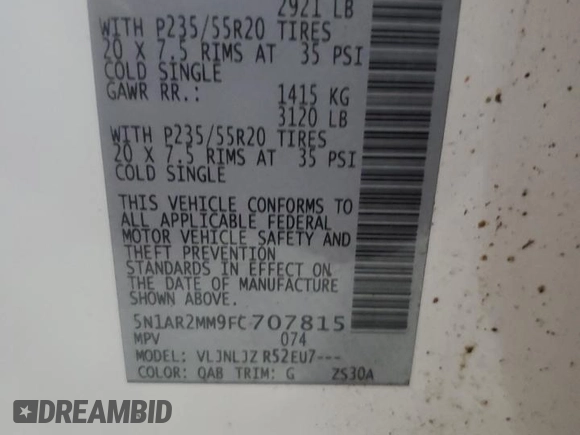 2921 LB
WITH P235/55R20 TIRES
20 X 7.5 RIMS AT 35 PSI
COLD SINGLE
GAWR RR.: 1415 KG
3120 LB
WITH P235/55R20 TIRES
20 X 7.5 RIMS AT 35 PSI
COLD SINGLE
THIS VEHICLE CONFORMS TO
ALL APPLICABLE FEDERAL
MOTOR VEHICLE SAFETY AND
THEFT PREVENTION
STANDARDS IN EFFECT ON
THE DATE OF MANUFACTURE
SHOWN ABOVE.
5N1AR2MM9FC707815
MPV 074
MODEL: VLJNLJZ R52EU7---
COLOR: QAB TRIM: G ZS30A
DREAMBID